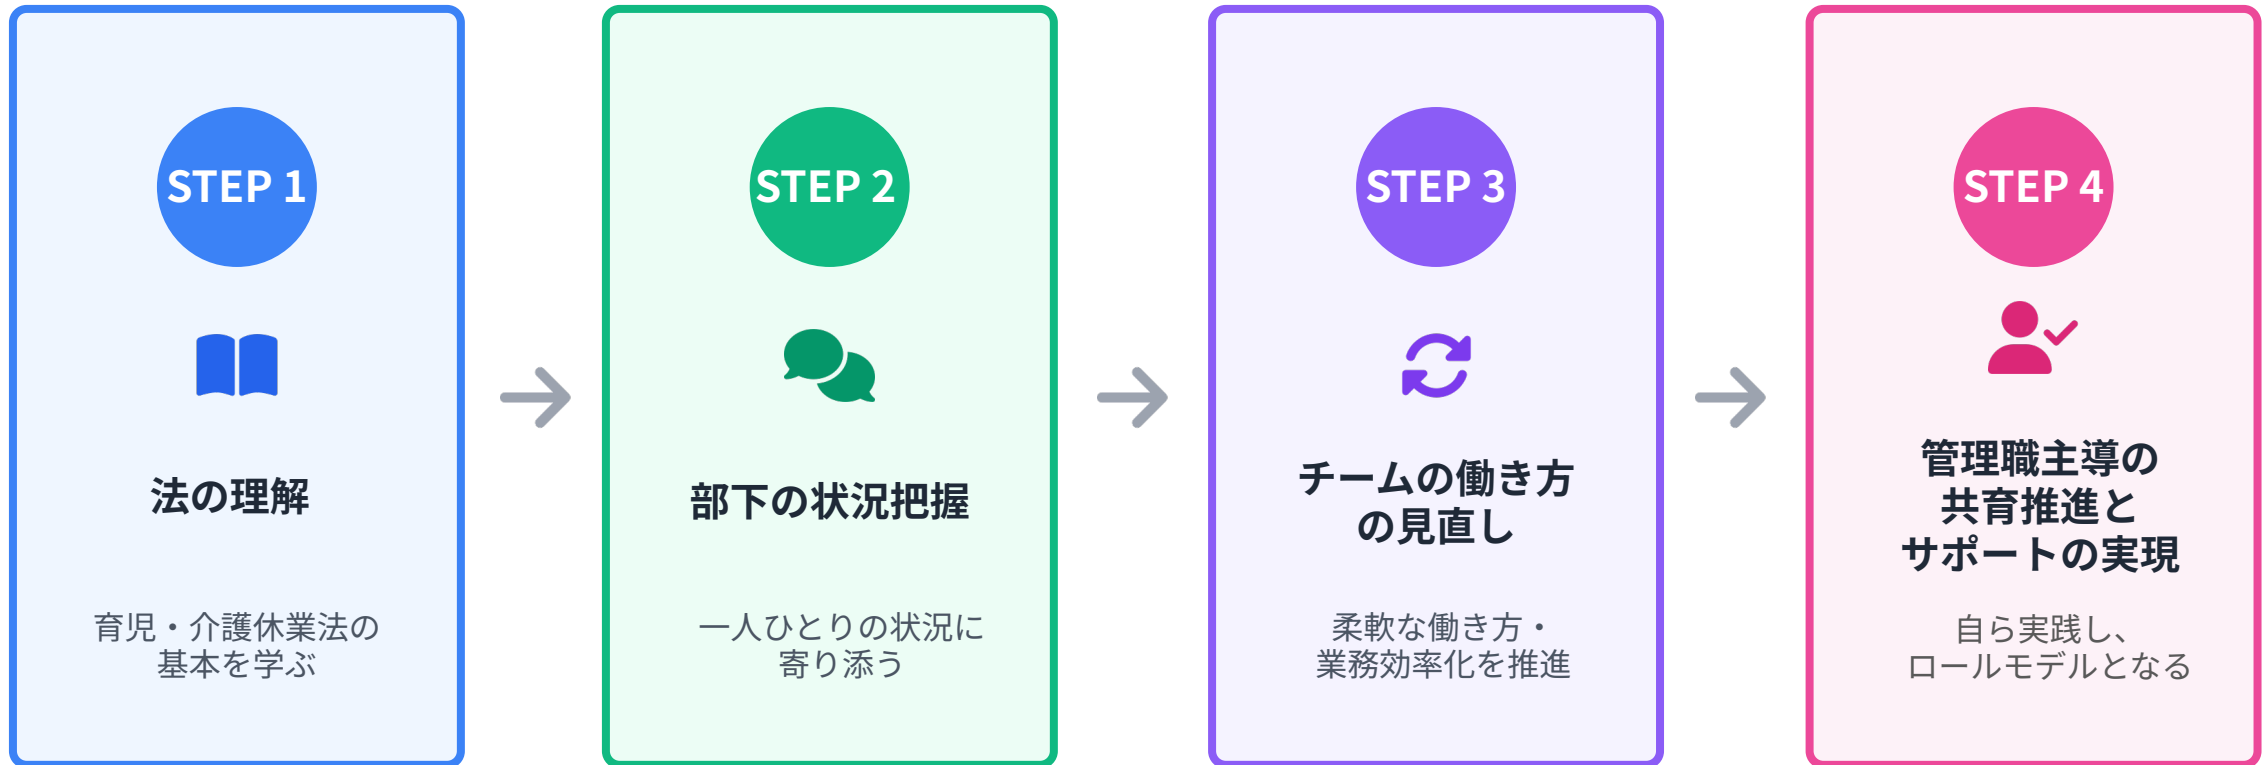 STEP 1
法の理解
育児・介護休業法の
基本を学ぶ
STEP 2
部下の状況把握
一人ひとりの状況に
寄り添う
STEP 3
チームの働き方
の見直し
柔軟な働き方・
業務効率化を推進
STEP 4
管理職主導の
共育推進と
サポートの実現
自ら実践し、
ロールモデルとなる